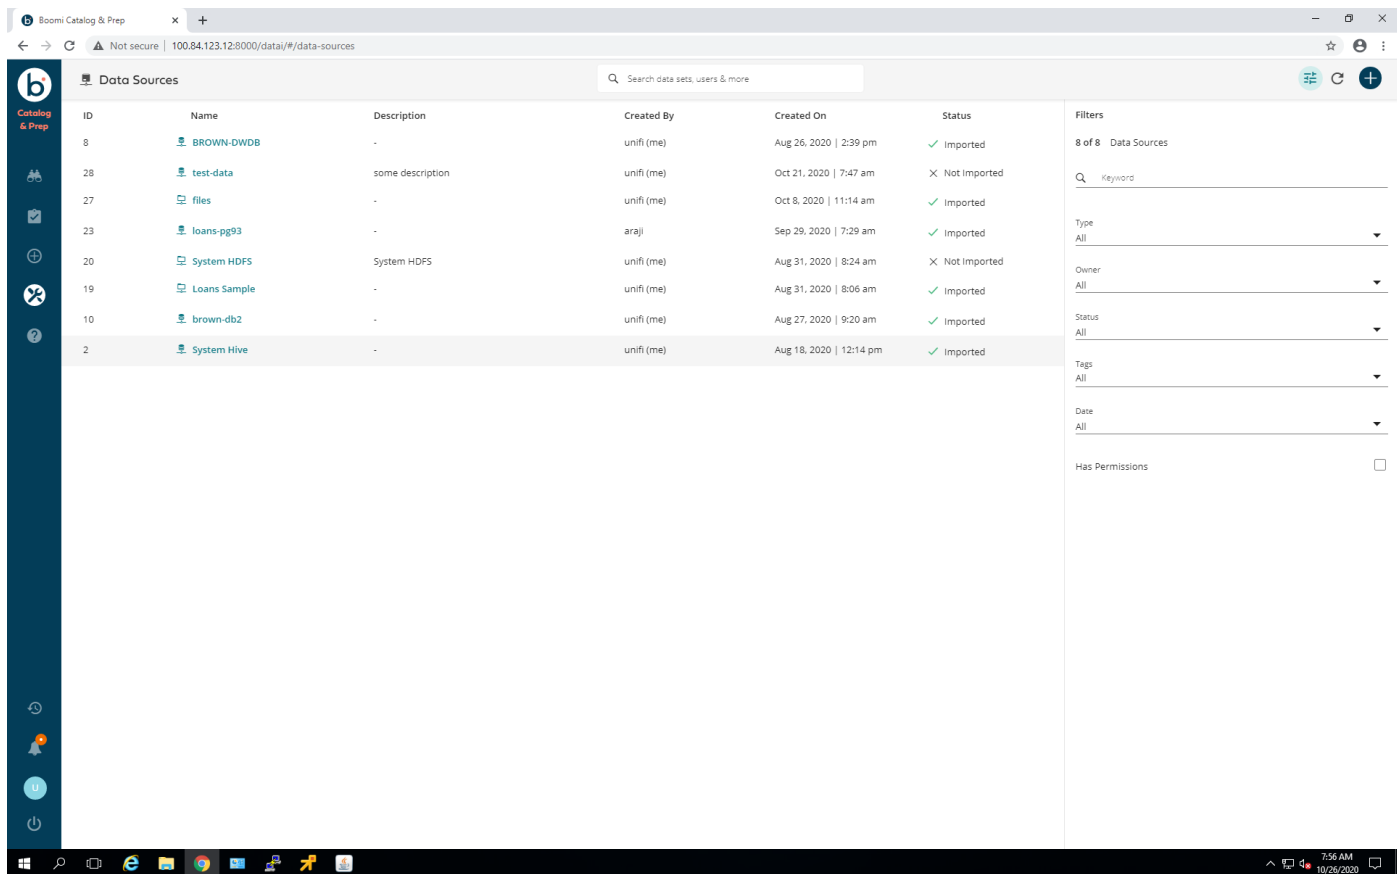 Boomi Catalog & Prep
Not secure | 100.84.123.12:8000/datai/#/data-sources
b
Catalog
& Prep
Data Sources
Search data sets, users & more
ID Name Description Created By Created On Status
8 BROWN-DWDB - unifi (me) Aug 26, 2020 | 2:39 pm Imported
28 test-data some description unifi (me) Oct 21, 2020 | 7:47 am Not Imported
27 files - unifi (me) Oct 8, 2020 | 11:14 am Imported
23 loans-pg93 - araji Sep 29, 2020 | 7:29 am Imported
20 System HDFS System HDFS unifi (me) Aug 31, 2020 | 8:24 am Not Imported
19 Loans Sample - unifi (me) Aug 31, 2020 | 8:06 am Imported
10 brown-db2 - unifi (me) Aug 27, 2020 | 9:20 am Imported
2 System Hive - unifi (me) Aug 18, 2020 | 12:14 pm Imported
Filters
8 of 8 Data Sources
Keyword
Type
All
Owner
All
Status
All
Tags
All
Date
All
Has Permissions
U
7:56 AM
10/26/2020